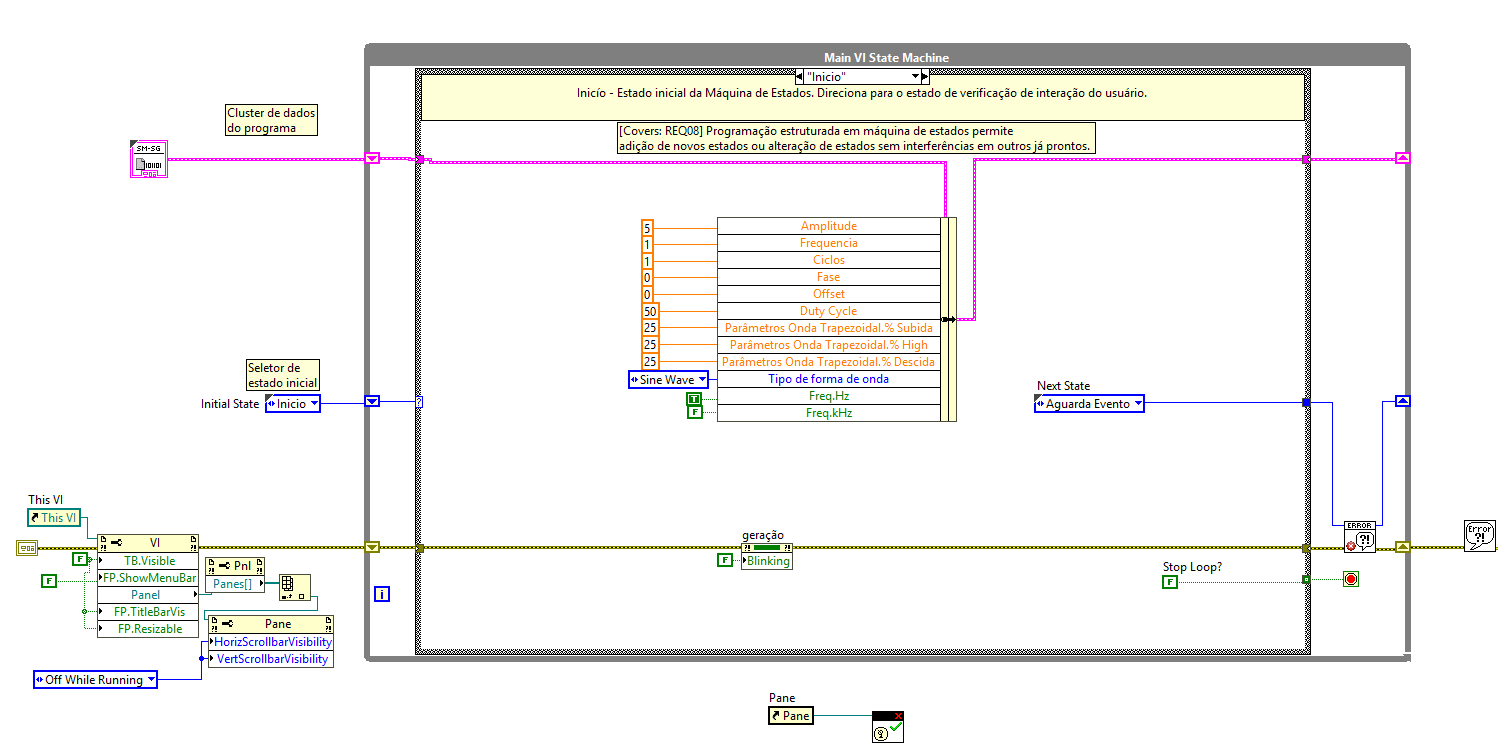 Main VI State Machine
"Inicio"
Inicío - Estado inicial da Máquina de Estados. Direciona para o estado de verificação de interação do usuário.
Cluster de dados
do programa
[Covers: REQ08] Programação estruturada em máquina de estados permite
adição de novos estados ou alteração de estados sem interferências em outros já prontos.
SM-SG
5
Amplitude
1
Frequencia
1
Ciclos
0
Fase
0
Offset
50
Duty Cycle
25
Parâmetros Onda Trapezoidal.% Subida
25
Parâmetros Onda Trapezoidal.% High
25
Parâmetros Onda Trapezoidal.% Descida
Sine Wave
Tipo de forma de onda
T
Freq.Hz
F
Freq.kHz
Seletor de
estado inicial
Initial State
Inicio
?
Next State
Aguarda Evento
This VI
This VI
VI
F
TB.Visible
F
FP.ShowMenuBar
Panel
FP.TitleBarVis
FP.Resizable
Pnl
Panes[]
Pane
HorizScrollbarVisibility
VertScrollbarVisibility
Off While Running
i
geração
F
Blinking
Stop Loop?
F
ERROR
?!
Error
?!
Pane
Pane